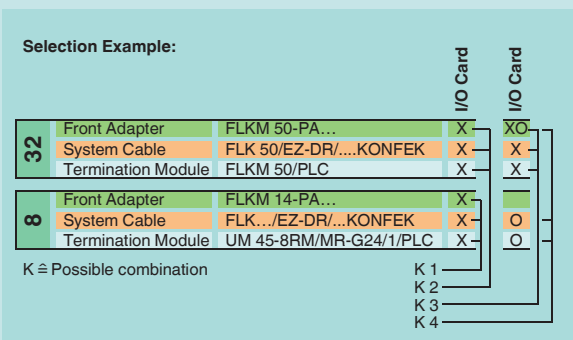 Selection Example:
I/O Card
I/O Card
32
Front Adapter FLKM 50-PA… X XO
System Cable FLK 50/EZ-DR/....KONFEK X X
Termination Module FLKM 50/PLC X X
8
Front Adapter FLKM 14-PA… X
System Cable FLK…/EZ-DR/...KONFEK X O
Termination Module UM 45-8RM/MR-G24/1/PLC X O
K ≙ Possible combination
K 1
K 2
K 3
K 4